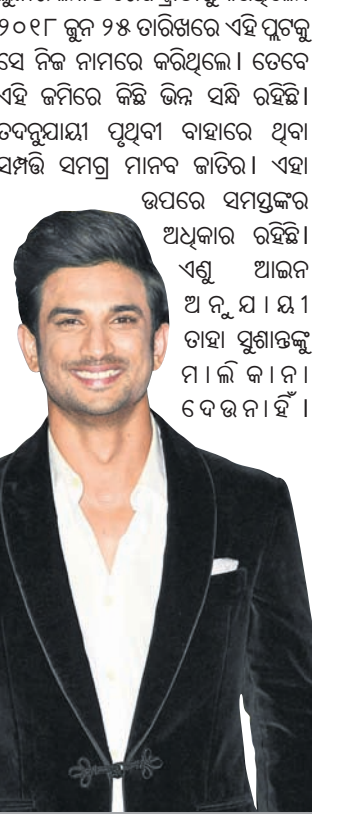 ୨୦୧୮ ଜୁନ ୨୫ ତାରିଖରେ ଏହି ପ୍ଲଟକୁ
ସେ ନିଜ ନାମରେ କରିଥିଲେ। ତେବେ
ଏହି ଜମିରେ କିଛି ଭିନ୍ନ ସନ୍ଧି ରହିଛି।
ତଦନୁଯାୟୀ ପୃଥିବୀ ବାହାରେ ଥିବା
ସମ୍ପତ୍ତି ସମଗ୍ର ମାନବ ଜାତିର। ଏହା
ଉପରେ ସମସ୍ତଙ୍କର
ଅଧିକାର ରହିଛି।
ଏଣୁ ଆଇନ
ଅନୁଯାୟୀ
ତାହା ସୁଶାନ୍ତଙ୍କୁ
ମାଲିକାନା
ଦେଉନାହିଁ।